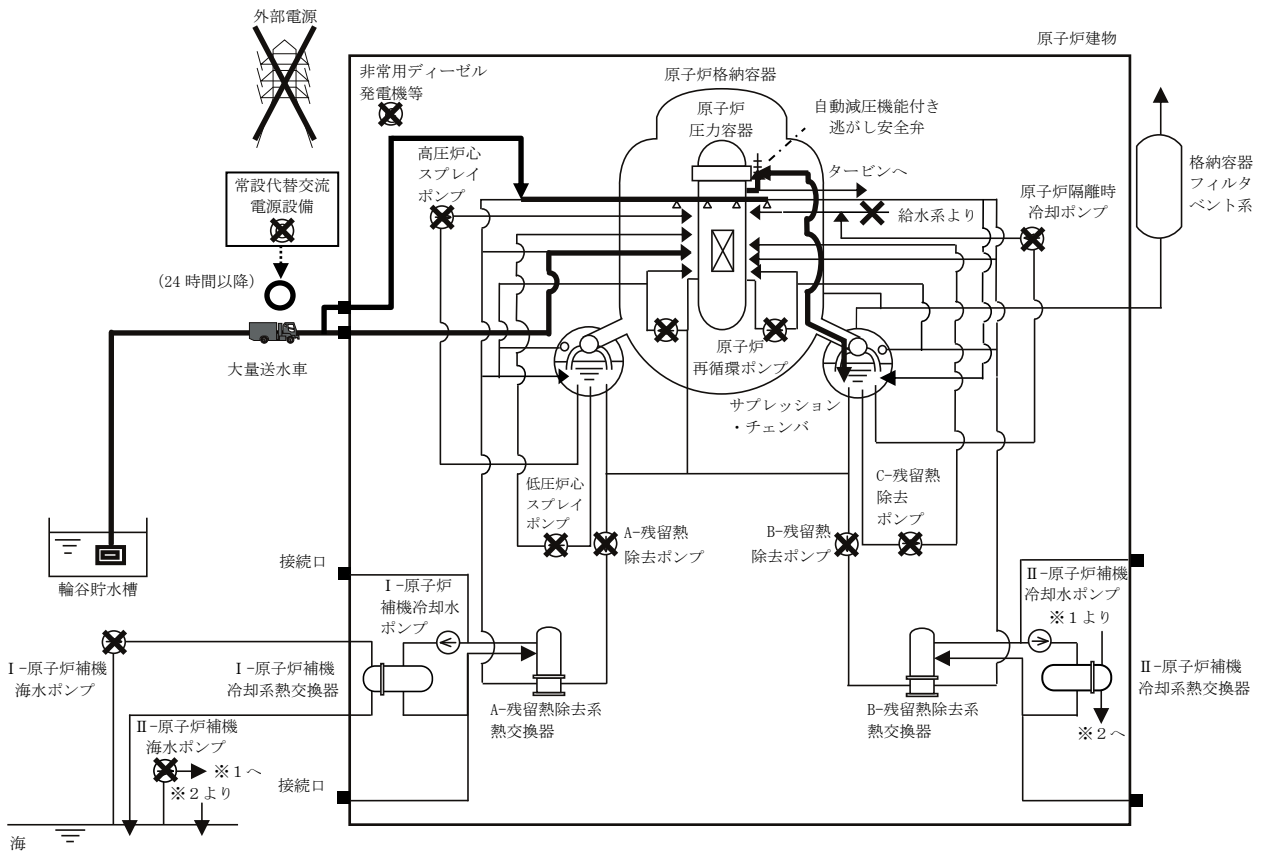 外部電源
原子炉建物
非常用ディーゼル
発電機等
原子炉格納容器
原子炉
圧力容器
自動減圧機能付き
逃がし安全弁
高圧炉心
スプレイ
ポンプ
タービンへ
給水系より
原子炉隔離時
冷却ポンプ
格納容器
フィルタ
ベント系
常設代替交流
電源設備
(24 時間以降)
大量送水車
原子炉
再循環ポンプ
サプレッション
・チェンバ
低圧炉心
スプレイ
ポンプ
A-残留熱
除去ポンプ
B-残留熱
除去ポンプ
C-残留熱
除去
ポンプ
輪谷貯水槽
接続口
Ⅰ-原子炉
補機冷却水
ポンプ
Ⅱ-原子炉補機
冷却水ポンプ
※1より
Ⅰ-原子炉補機
海水ポンプ
Ⅰ-原子炉補機
冷却系熱交換器
Ⅱ-原子炉補機
冷却系熱交換器
A-残留熱除去系
熱交換器
B-残留熱除去系
熱交換器
※2へ
Ⅱ-原子炉補機
海水ポンプ
※1へ
※2より
接続口
海